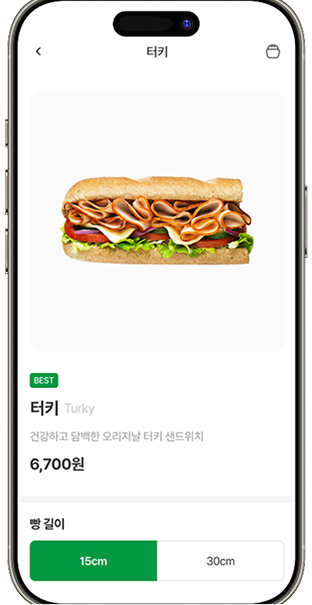 터키
BEST
터키 Turky
건강하고 담백한 오리지날 터키 샌드위치
6,700원
빵 길이
15cm 30cm